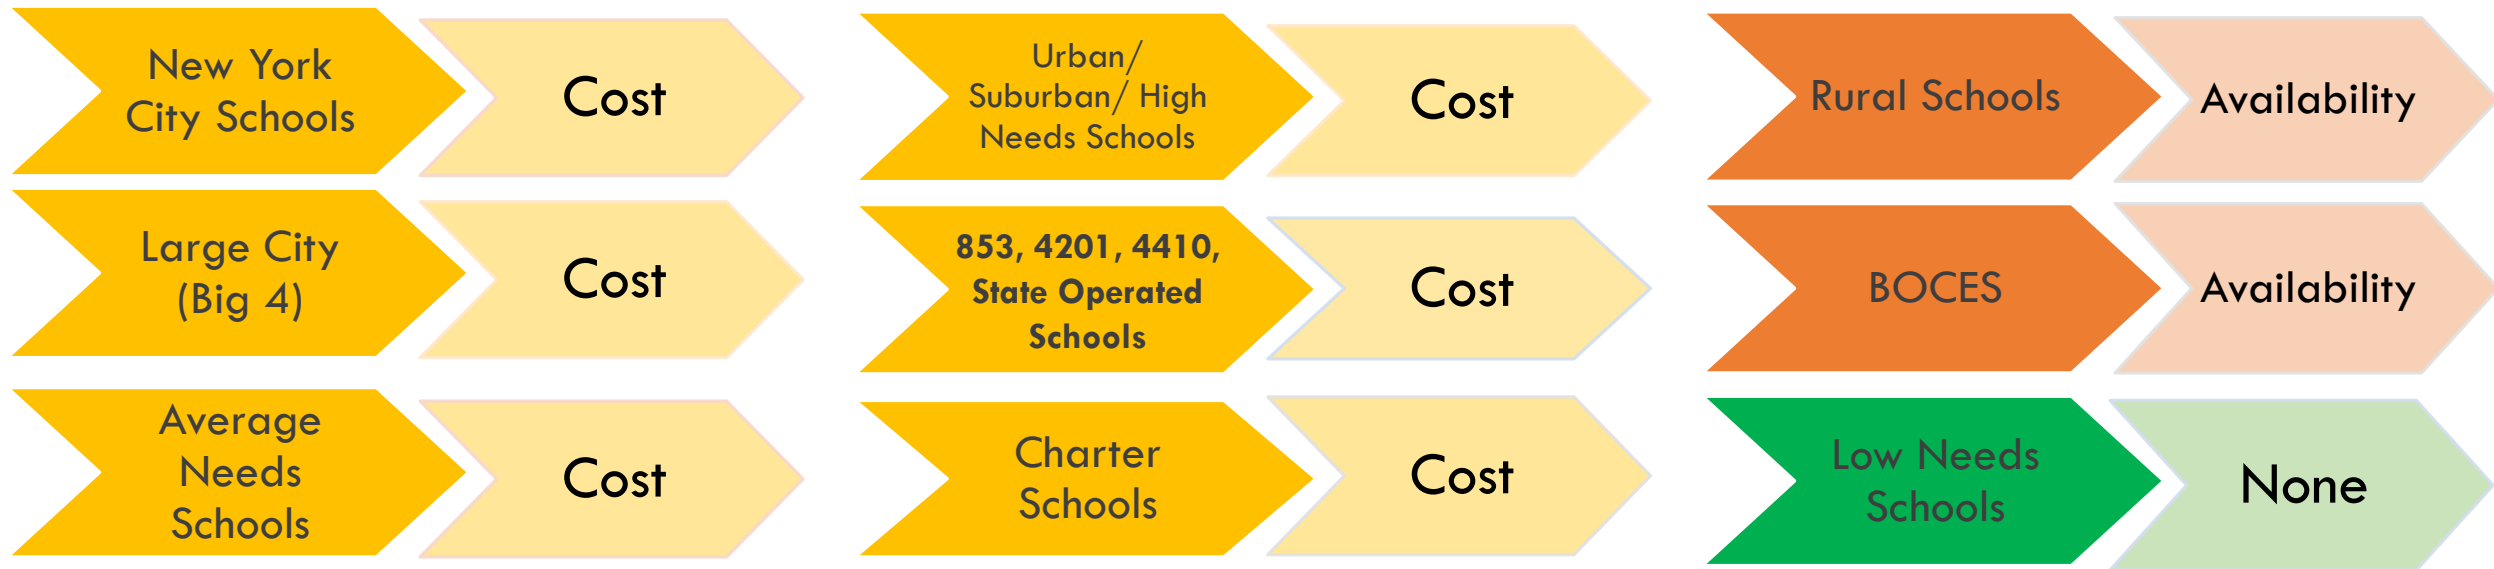 New York
City Schools
Cost
Urban/
Suburban/ High
Needs Schools
Cost
Rural Schools
Availability
Large City
(Big 4)
Cost
853, 4201, 4410,
State Operated
Schools
Cost
BOCES
Availability
Average
Needs
Schools
Cost
Charter
Schools
Cost
Low Needs
Schools
None